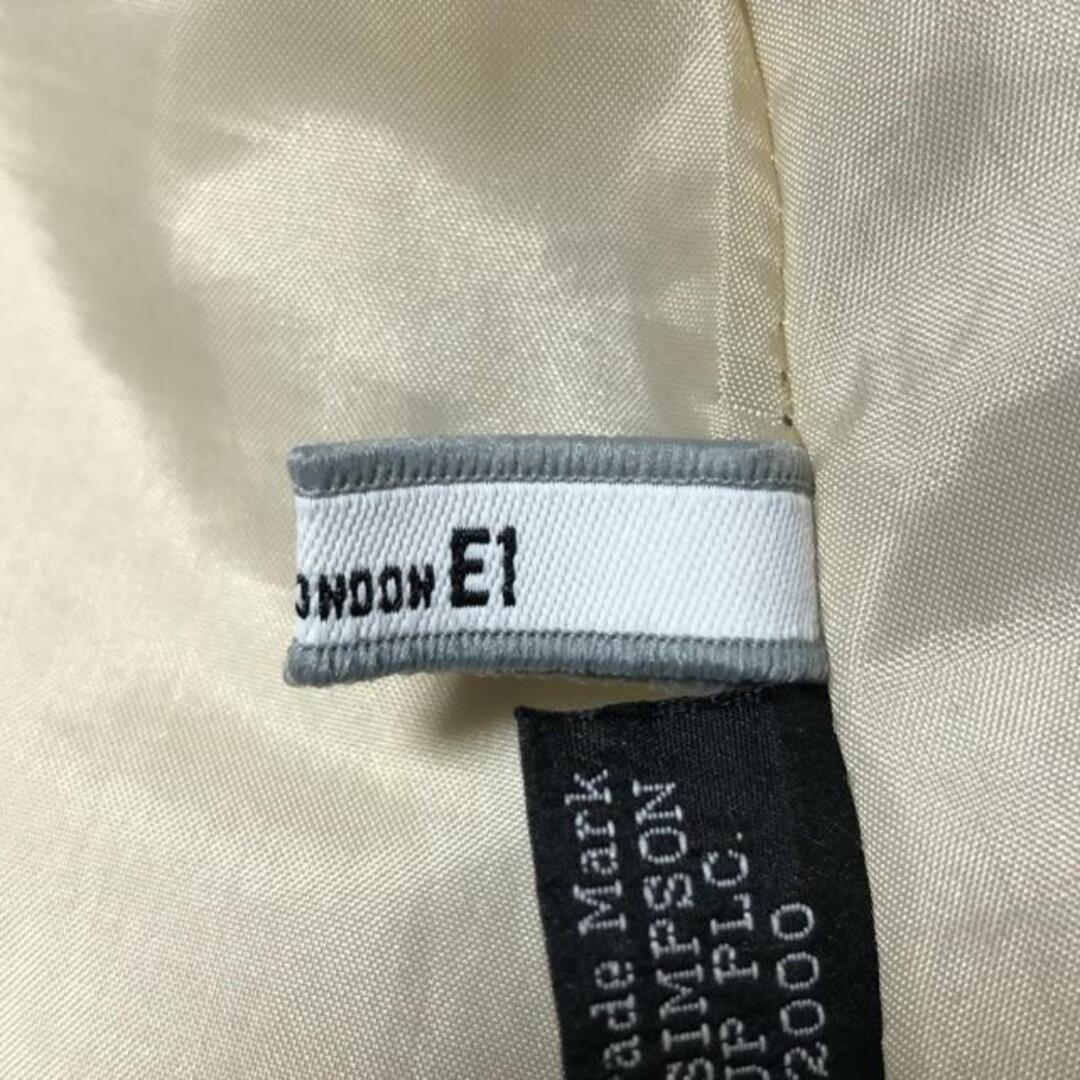 ONDON E1
ade Mark
SIMPSON
UP PLC.
2000